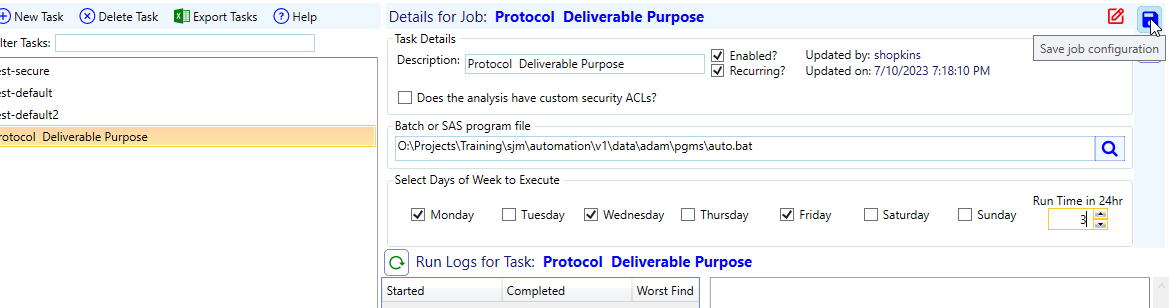 New Task Delete Task Export Tasks Help
lter Tasks:
est-secure
est-default
est-default2
rotocol Deliverable Purpose
Details for Job: Protocol Deliverable Purpose
Save job configuration
Task Details
Description: Protocol Deliverable Purpose
Enabled?
Recurring?
Updated by: shopkins
Updated on: 7/10/2023 7:18:10 PM
Does the analysis have custom security ACLs?
Batch or SAS program file
O:\Projects\Training\sjm\automation\v1\data\adam\pgms\auto.bat
Select Days of Week to Execute
Monday Tuesday Wednesday Thursday Friday Saturday Sunday
Run Time in 24hr
3
Run Logs for Task: Protocol Deliverable Purpose
Started Completed Worst Find